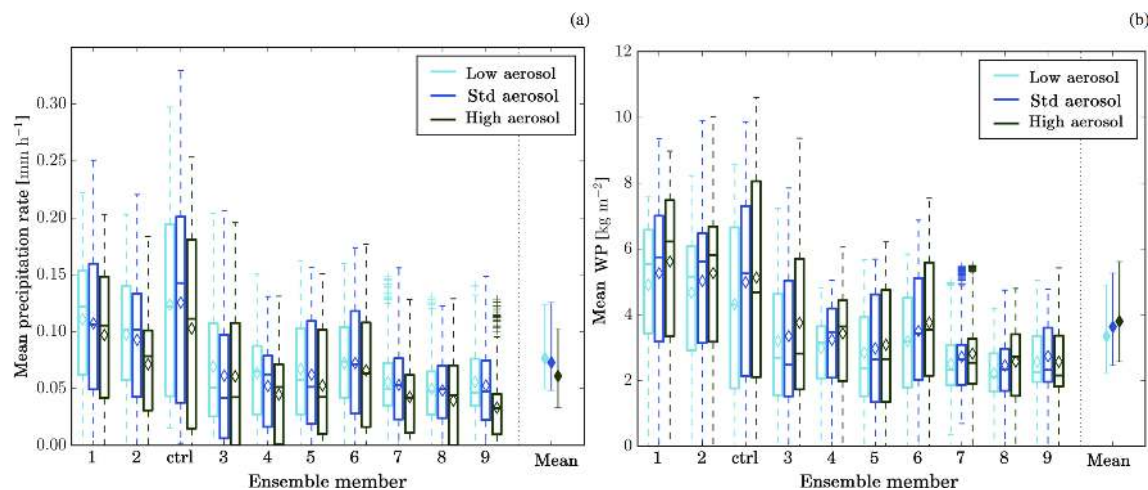 (a)
Mean precipitation rate [mm h⁻¹]
0.30
0.25
0.20
0.15
0.10
0.05
0.00
Low aerosol
Std aerosol
High aerosol
1 2 ctrl 3 4 5 6 7 8 9 Mean
Ensemble member
(b)
Mean WP [kg m⁻²]
12
10
8
6
4
2
0
Low aerosol
Std aerosol
High aerosol
1 2 ctrl 3 4 5 6 7 8 9 Mean
Ensemble member